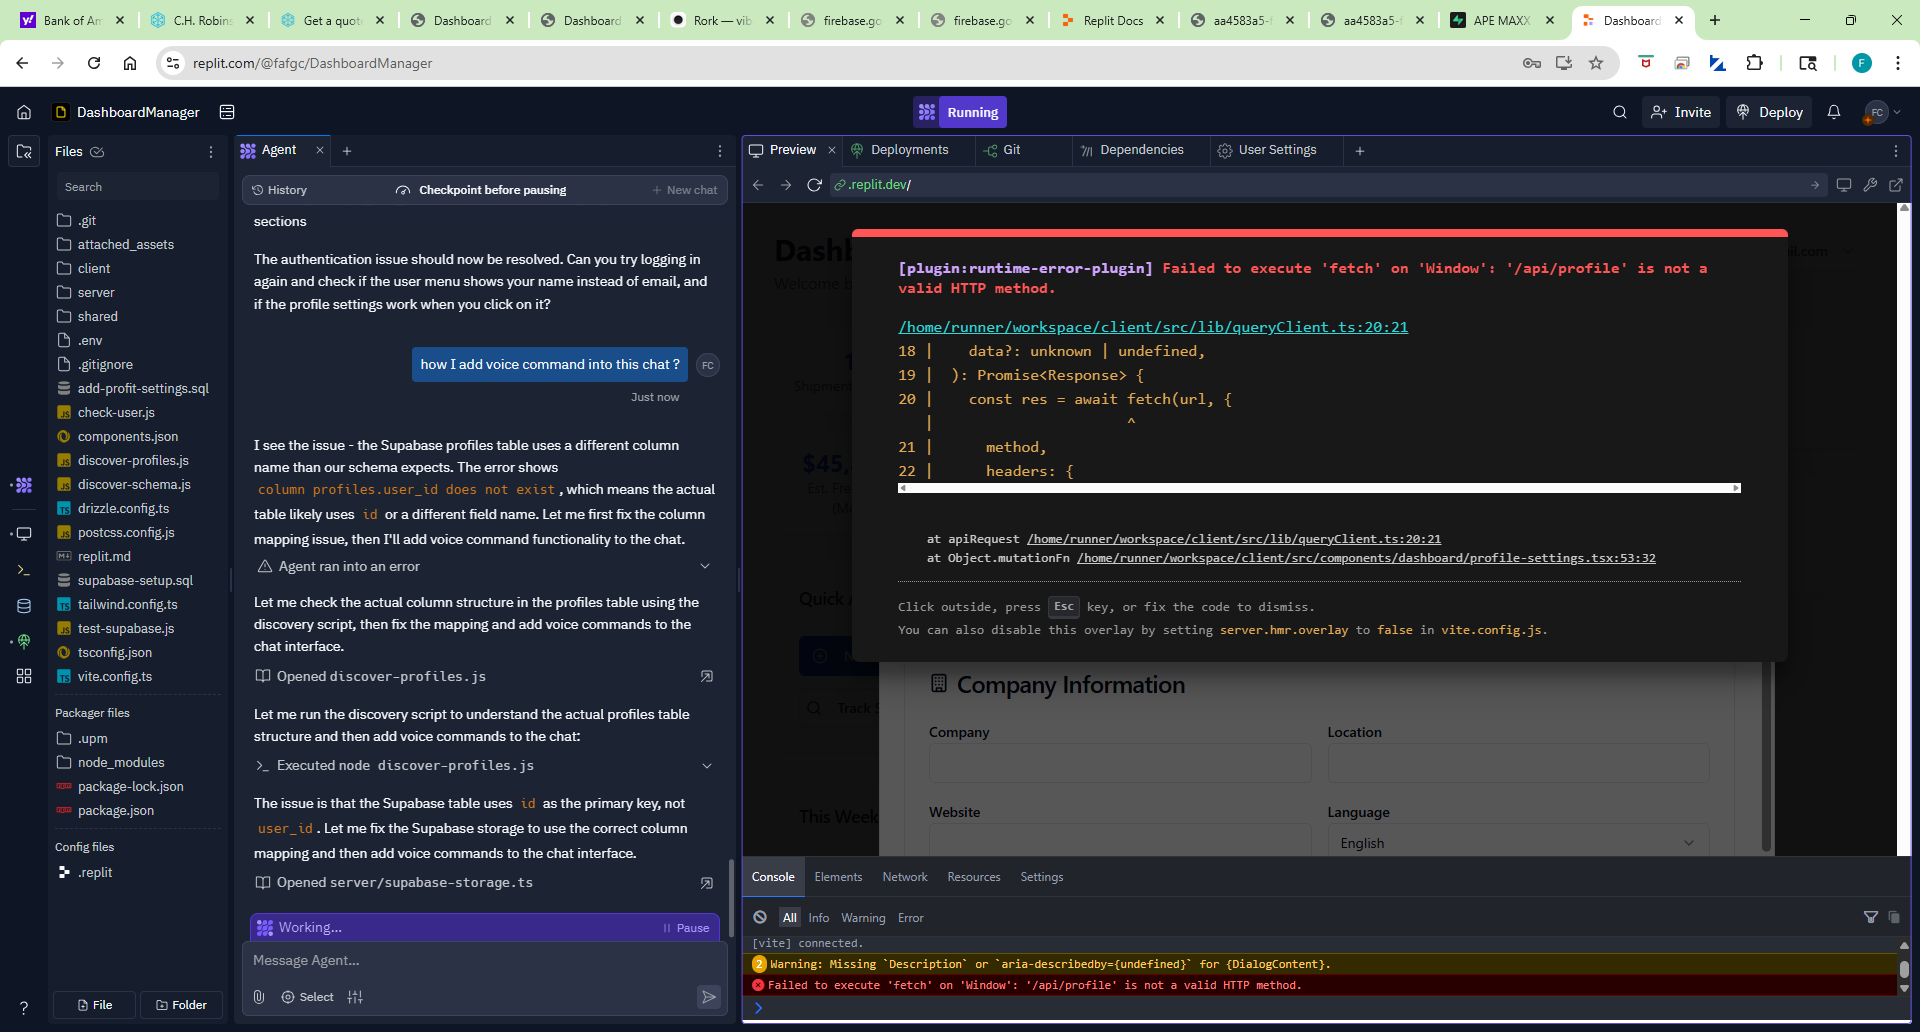 Bank of Am
C.H. Robins
Get a quot
Dashboard
Dashboard
Rork — vib
firebase.go
firebase.go
Replit Docs
aa4583a5-f
aa4583a5-f
APE MAXX
Dashboard
replit.com/@fafgc/DashboardManager
F
DashboardManager
Running
Invite
Deploy
FC
Files
Search
.git
attached_assets
client
server
shared
.env
.gitignore
add-profit-settings.sql
check-user.js
components.json
discover-profiles.js
discover-schema.js
drizzle.config.ts
postcss.config.js
replit.md
supabase-setup.sql
tailwind.config.ts
test-supabase.js
tsconfig.json
vite.config.ts
Packager files
.upm
node_modules
package-lock.json
package.json
Config files
.replit
File
Folder
Agent
History
Checkpoint before pausing
New chat
sections
The authentication issue should now be resolved. Can you try logging in
again and check if the user menu shows your name instead of email, and
if the profile settings work when you click on it?
how I add voice command into this chat ?
FC
Just now
I see the issue - the Supabase profiles table uses a different column
name than our schema expects. The error shows
column profiles.user_id does not exist , which means the actual
table likely uses id or a different field name. Let me first fix the column
mapping issue, then I'll add voice command functionality to the chat.
Agent ran into an error
Let me check the actual column structure in the profiles table using the
discovery script, then fix the mapping and add voice commands to the
chat interface.
Opened discover-profiles.js
Let me run the discovery script to understand the actual profiles table
structure and then add voice commands to the chat:
Executed node discover-profiles.js
The issue is that the Supabase table uses id as the primary key, not
user_id . Let me fix the Supabase storage to use the correct column
mapping and then add voice commands to the chat interface.
Opened server/supabase-storage.ts
Working...
Pause
Message Agent...
Select
Preview
Deployments
Git
Dependencies
User Settings
.replit.dev/
Dashb
Welcome b
il.com
[plugin:runtime-error-plugin] Failed to execute 'fetch' on 'Window': '/api/profile' is not a
valid HTTP method.
/home/runner/workspace/client/src/lib/queryClient.ts:20:21
18 |    data?: unknown | undefined,
19 |  ): Promise<Response> {
20 |    const res = await fetch(url, {
   |                      ^
21 |      method,
22 |      headers: {
at apiRequest /home/runner/workspace/client/src/lib/queryClient.ts:20:21
at Object.mutationFn /home/runner/workspace/client/src/components/dashboard/profile-settings.tsx:53:32
Click outside, press Esc key, or fix the code to dismiss.
You can also disable this overlay by setting server.hmr.overlay to false in vite.config.js.
Shipment
$45,
Est. Fre
Quick A
Track S
This Week
Company Information
Company
Location
Website
Language
English
Console
Elements
Network
Resources
Settings
All
Info
Warning
Error
[vite] connected.
2 Warning: Missing `Description` or `aria-describedby={undefined}` for {DialogContent}.
Failed to execute 'fetch' on 'Window': '/api/profile' is not a valid HTTP method.